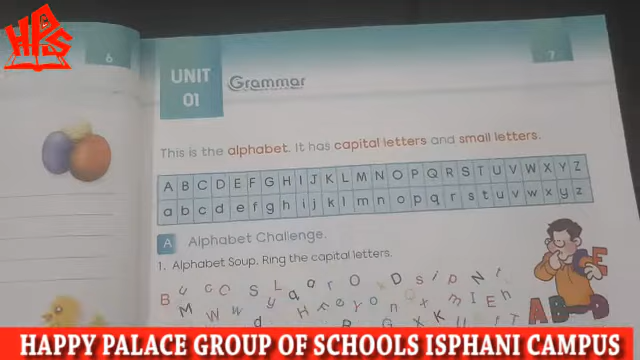 HPS
6
7
UNIT
01
Grammar
This is the alphabet. It has capital letters and small letters.
A B C D E F G H I J K L M N O P Q R S T U V W X Y Z
a b c d e f g h i j k l m n o p q r s t u v w x y z
A Alphabet Challenge.
1. Alphabet Soup. Ring the capital letters.
HAPPY PALACE GROUP OF SCHOOLS ISPHANI CAMPUS